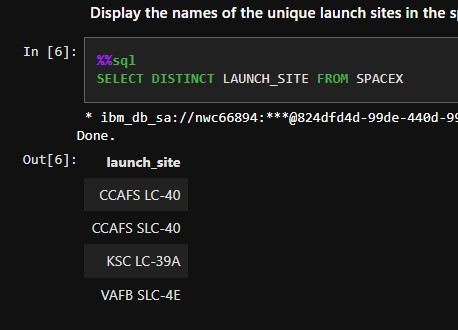 Display the names of the unique launch sites in the
In [6]:
%%sql
SELECT DISTINCT LAUNCH_SITE FROM SPACEX
* ibm_db_sa://nwc66894:***@824dfd4d-99de-440d-99
Done.
Out[6]:
launch_site
CCAFS LC-40
CCAFS SLC-40
KSC LC-39A
VAFB SLC-4E